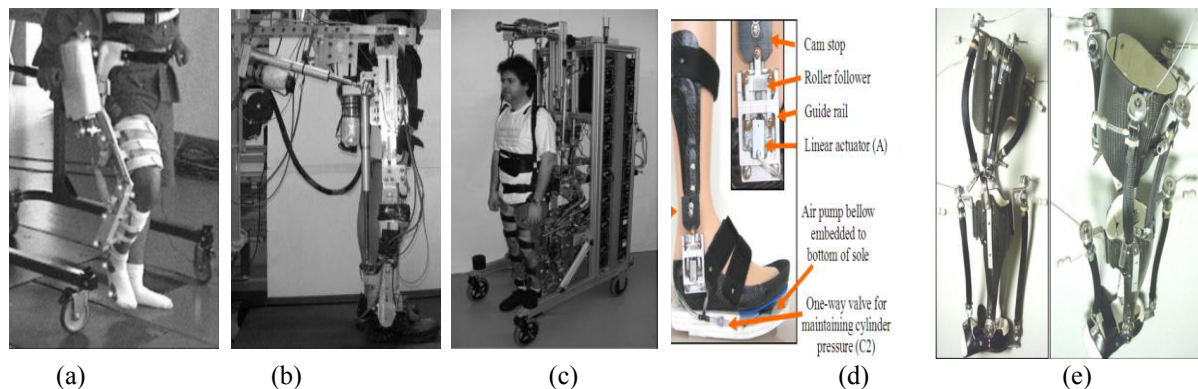 Cam stop
Roller follower
Guide rail
Linear actuator (A)
Air pump bellow
embedded to
bottom of sole
One-way valve for
maintaining cylinder
pressure (C2)
(a) (b) (c) (d) (e)